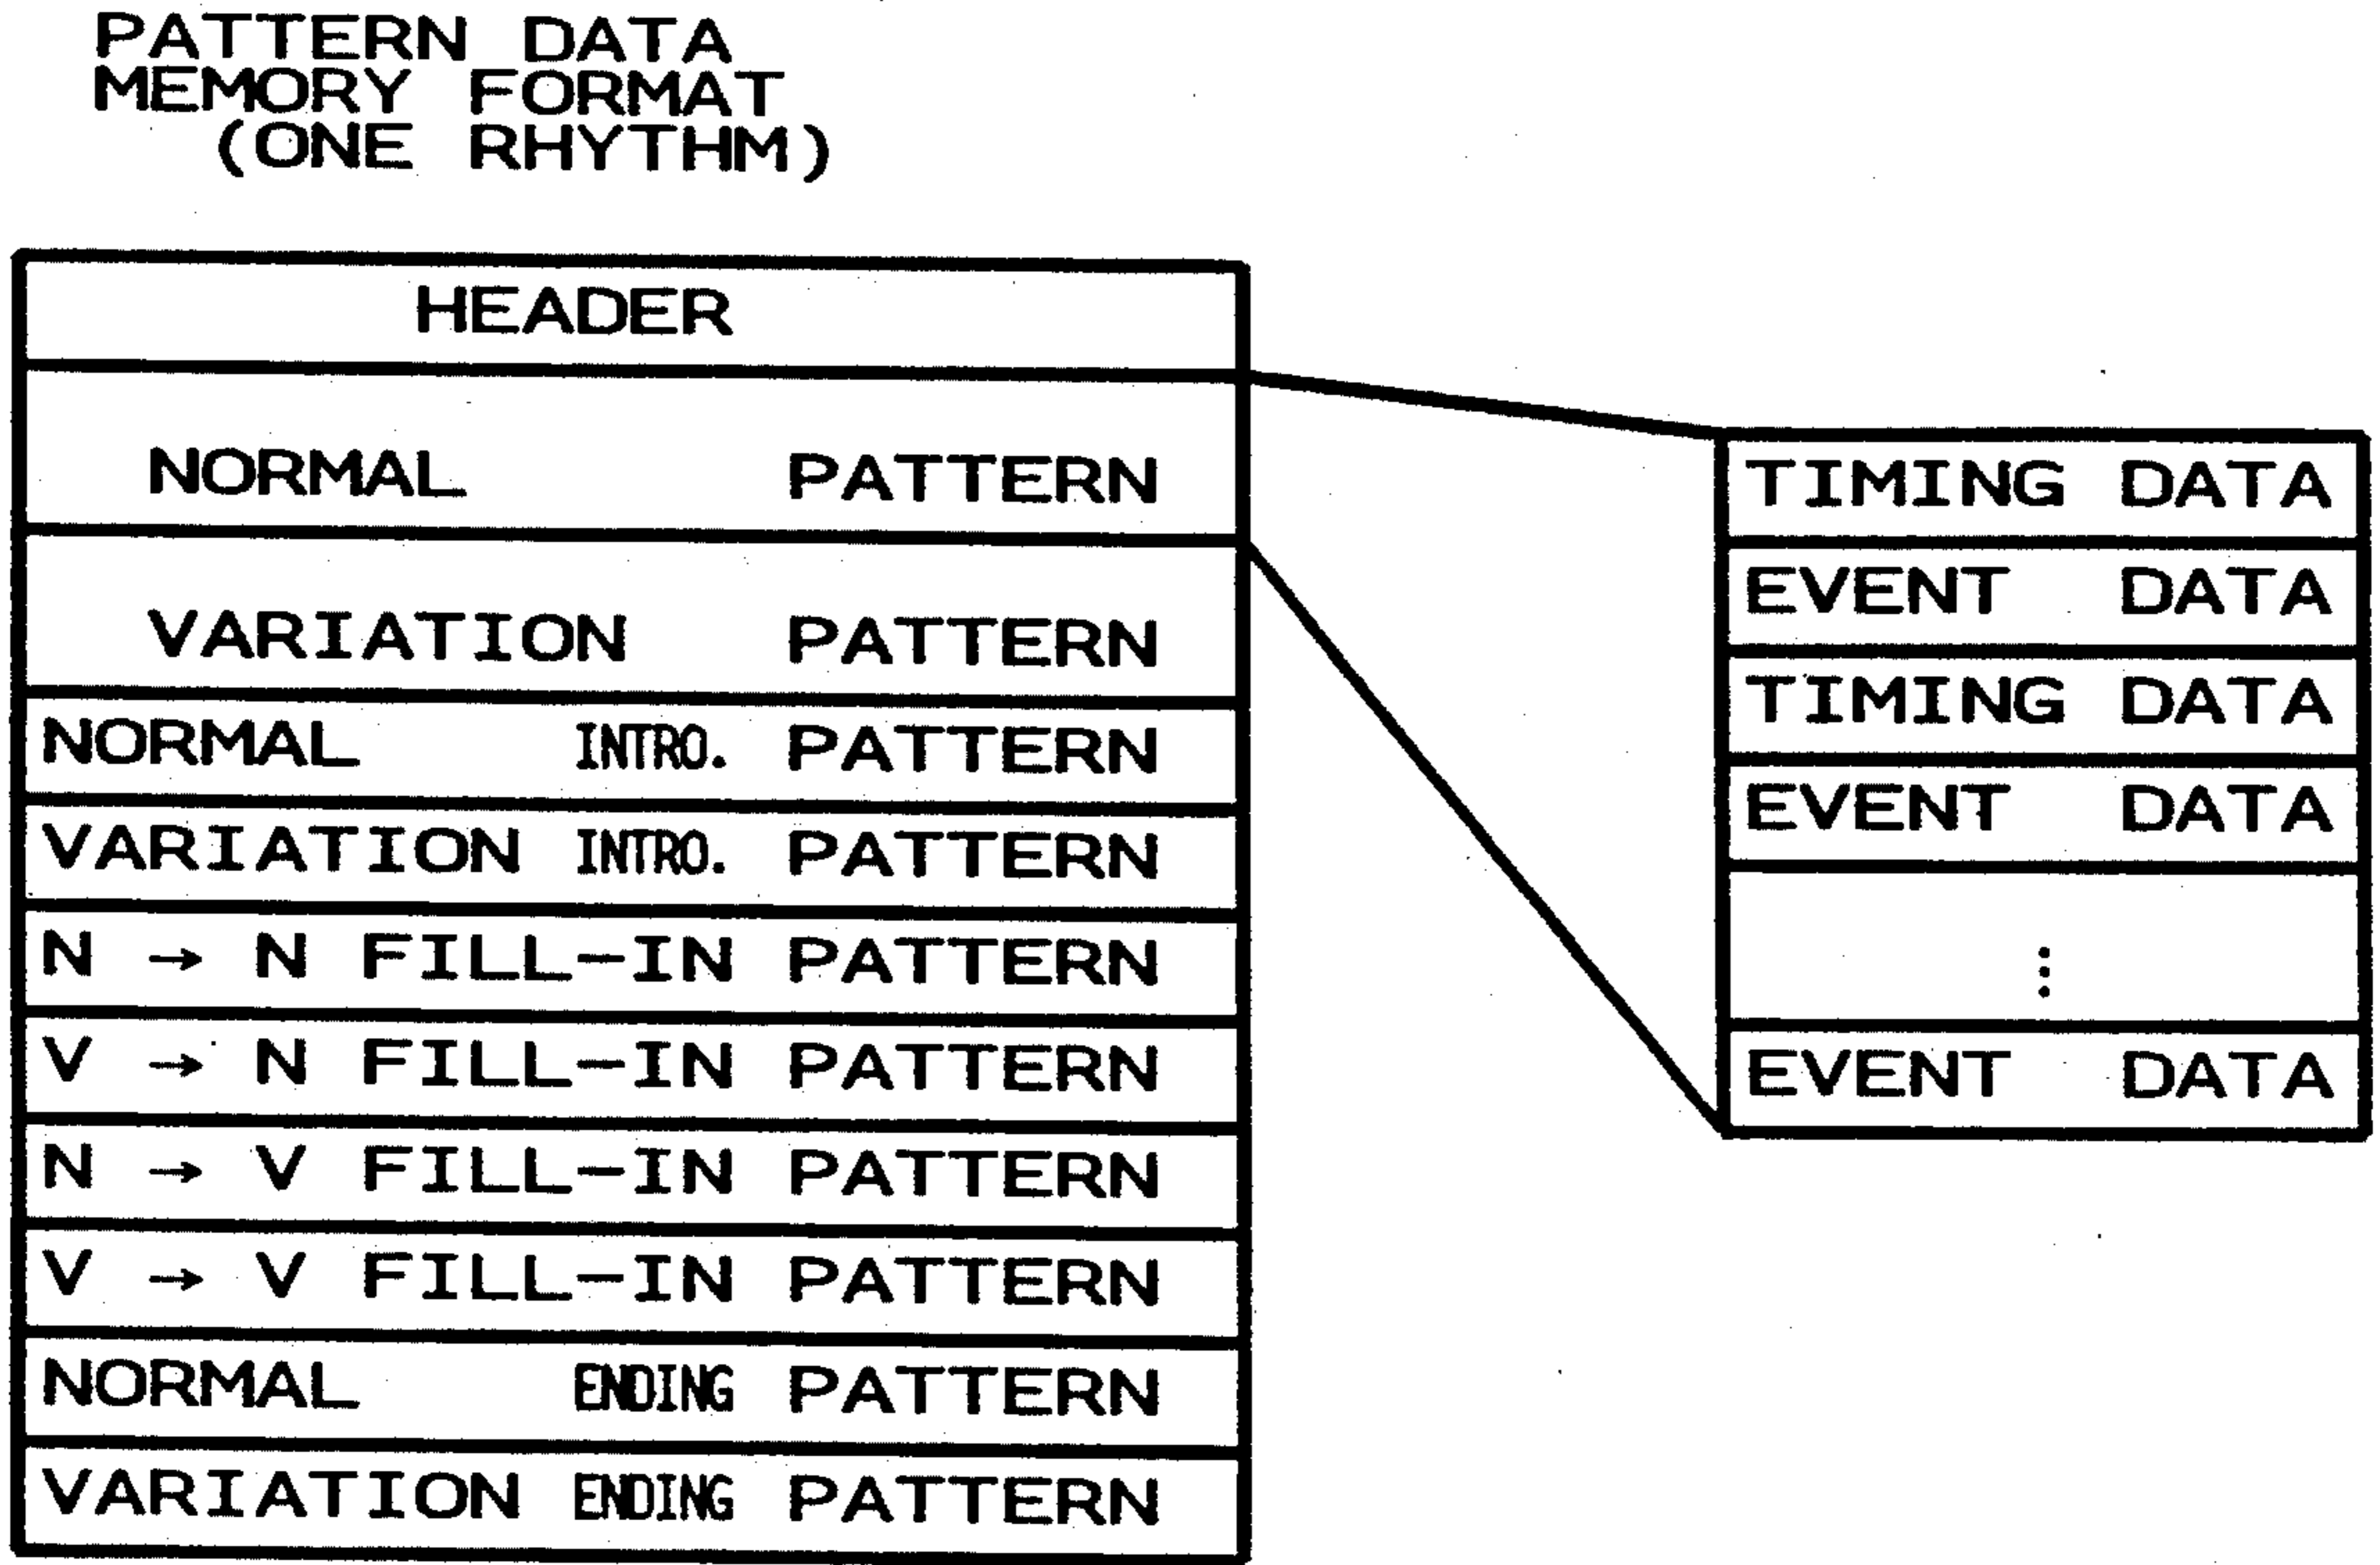 PATTERN DATA
MEMORY FORMAT
(ONE RHYTHM)
HEADER
NORMAL PATTERN
VARIATION PATTERN
NORMAL INTRO. PATTERN
VARIATION INTRO. PATTERN
N → N FILL-IN PATTERN
V → N FILL-IN PATTERN
N → V FILL-IN PATTERN
V → V FILL-IN PATTERN
NORMAL ENDING PATTERN
VARIATION ENDING PATTERN
TIMING DATA
EVENT DATA
TIMING DATA
EVENT DATA
⋮
EVENT DATA